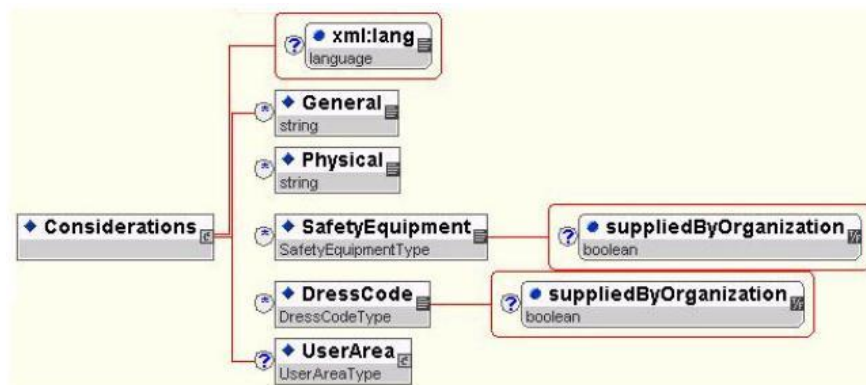 ? xml:lang
language
* General
string
* Physical
string
Considerations
* SafetyEquipment
SafetyEquipmentType
? suppliedByOrganization
boolean
* DressCode
DressCodeType
? suppliedByOrganization
boolean
? UserArea
UserAreaType